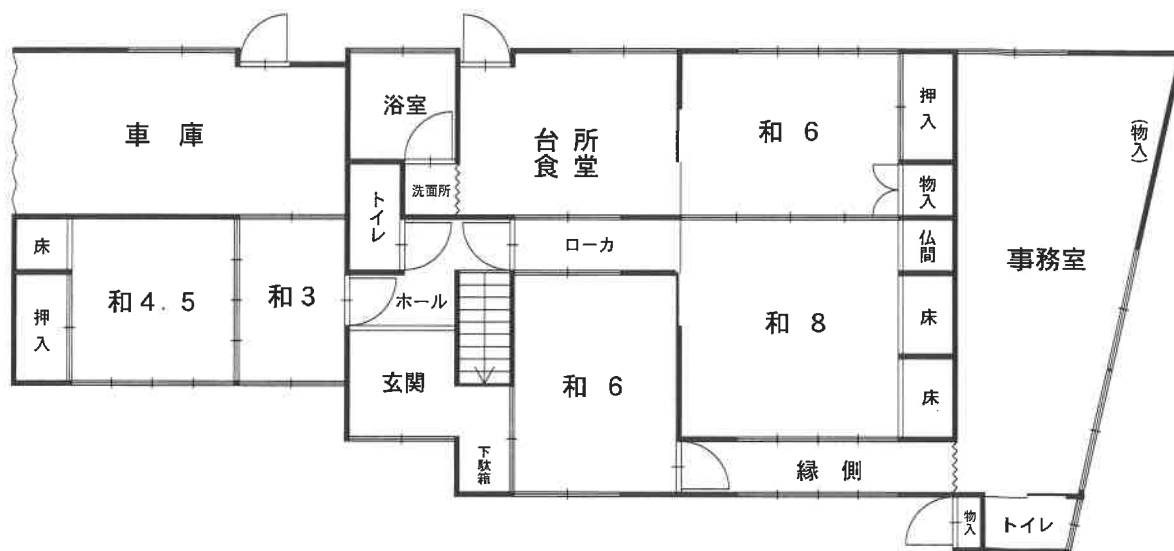 車 庫
浴室
洗面所
トイレ
台 所
食 堂
和 6
押入
物入
(物入)
床
押入
和4.5
和3
ホール
ローカ
玄関
下駄箱
和 6
和 8
仏間
床
床
事務室
縁 側
物入
トイレ